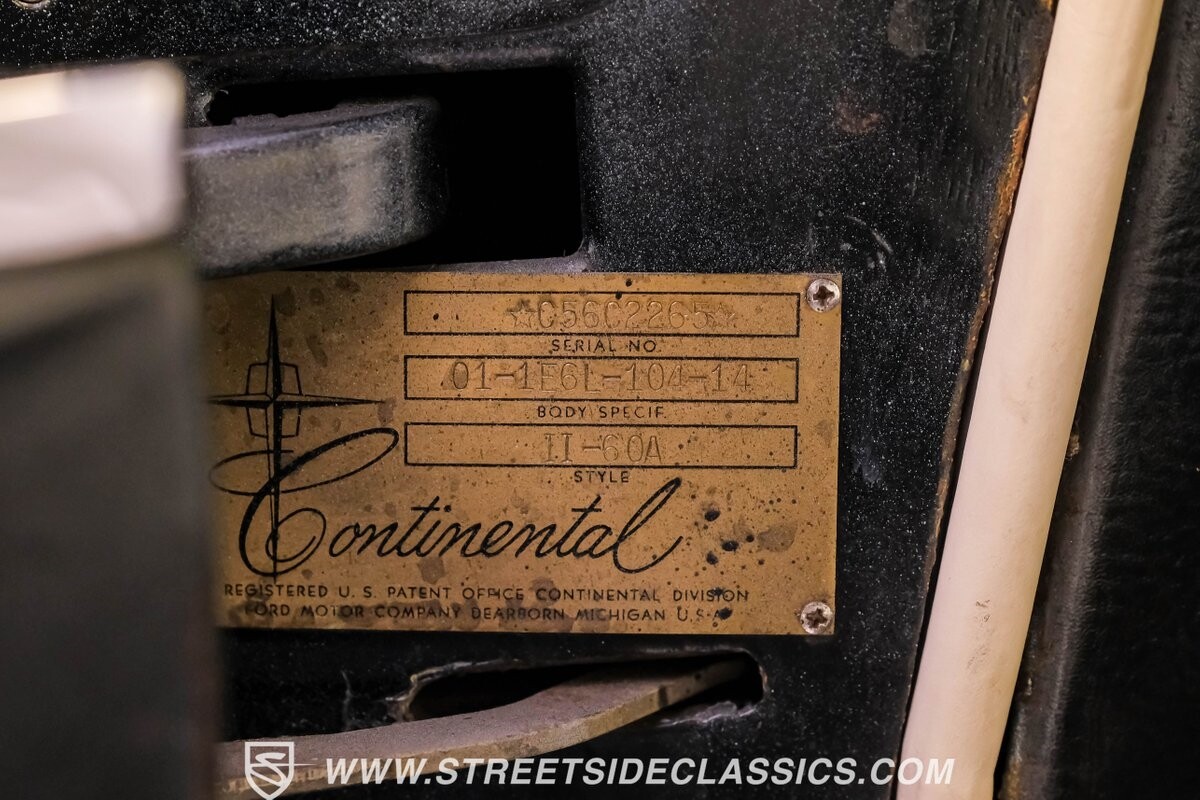 ☆C56C2265☆
SERIAL NO.
01-1E6L-104-14
BODY SPECIF.
II-60A
STYLE
Continental
REGISTERED U. S. PATENT OFFICE CONTINENTAL DIVISION
FORD MOTOR COMPANY DEARBORN MICHIGAN U.S.A.
S WWW.STREETSIDECLASSICS.COM